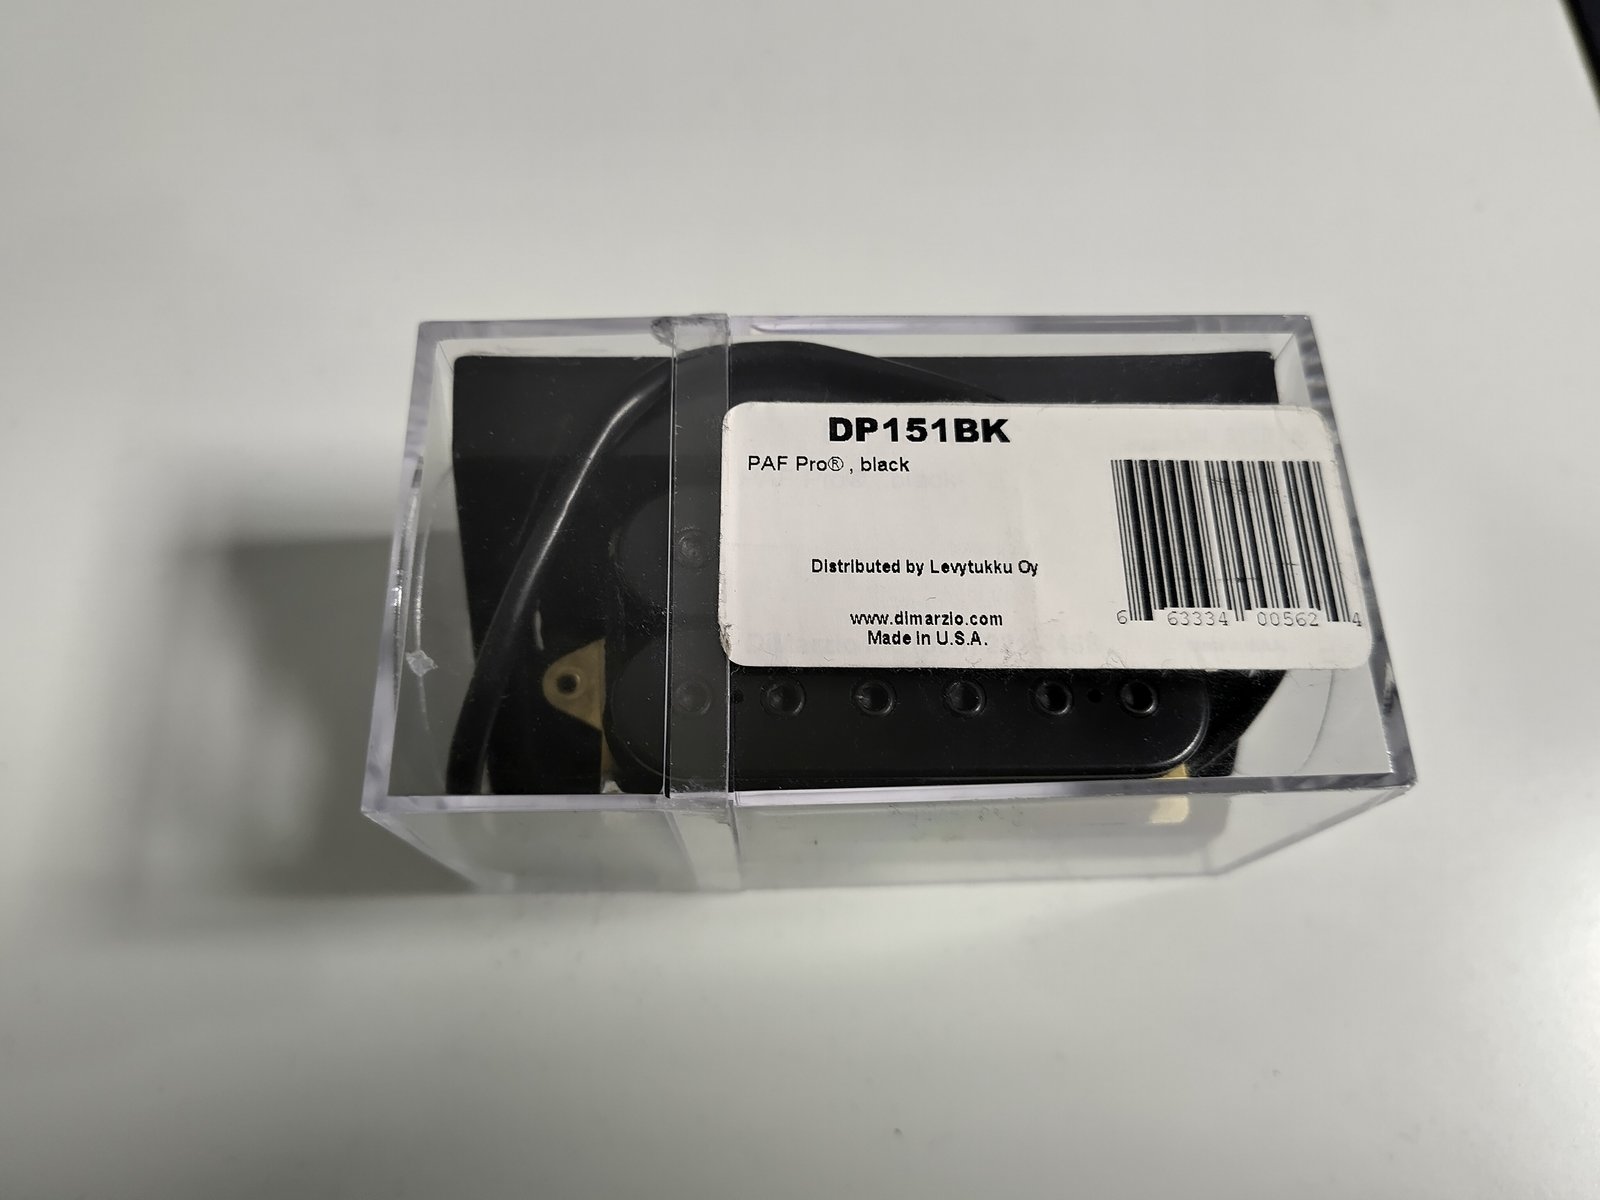 DP151BK
PAF Pro® , black
Distributed by Levytukku Oy
www.dimarzio.com
Made in U.S.A.
6 63334 00562 4